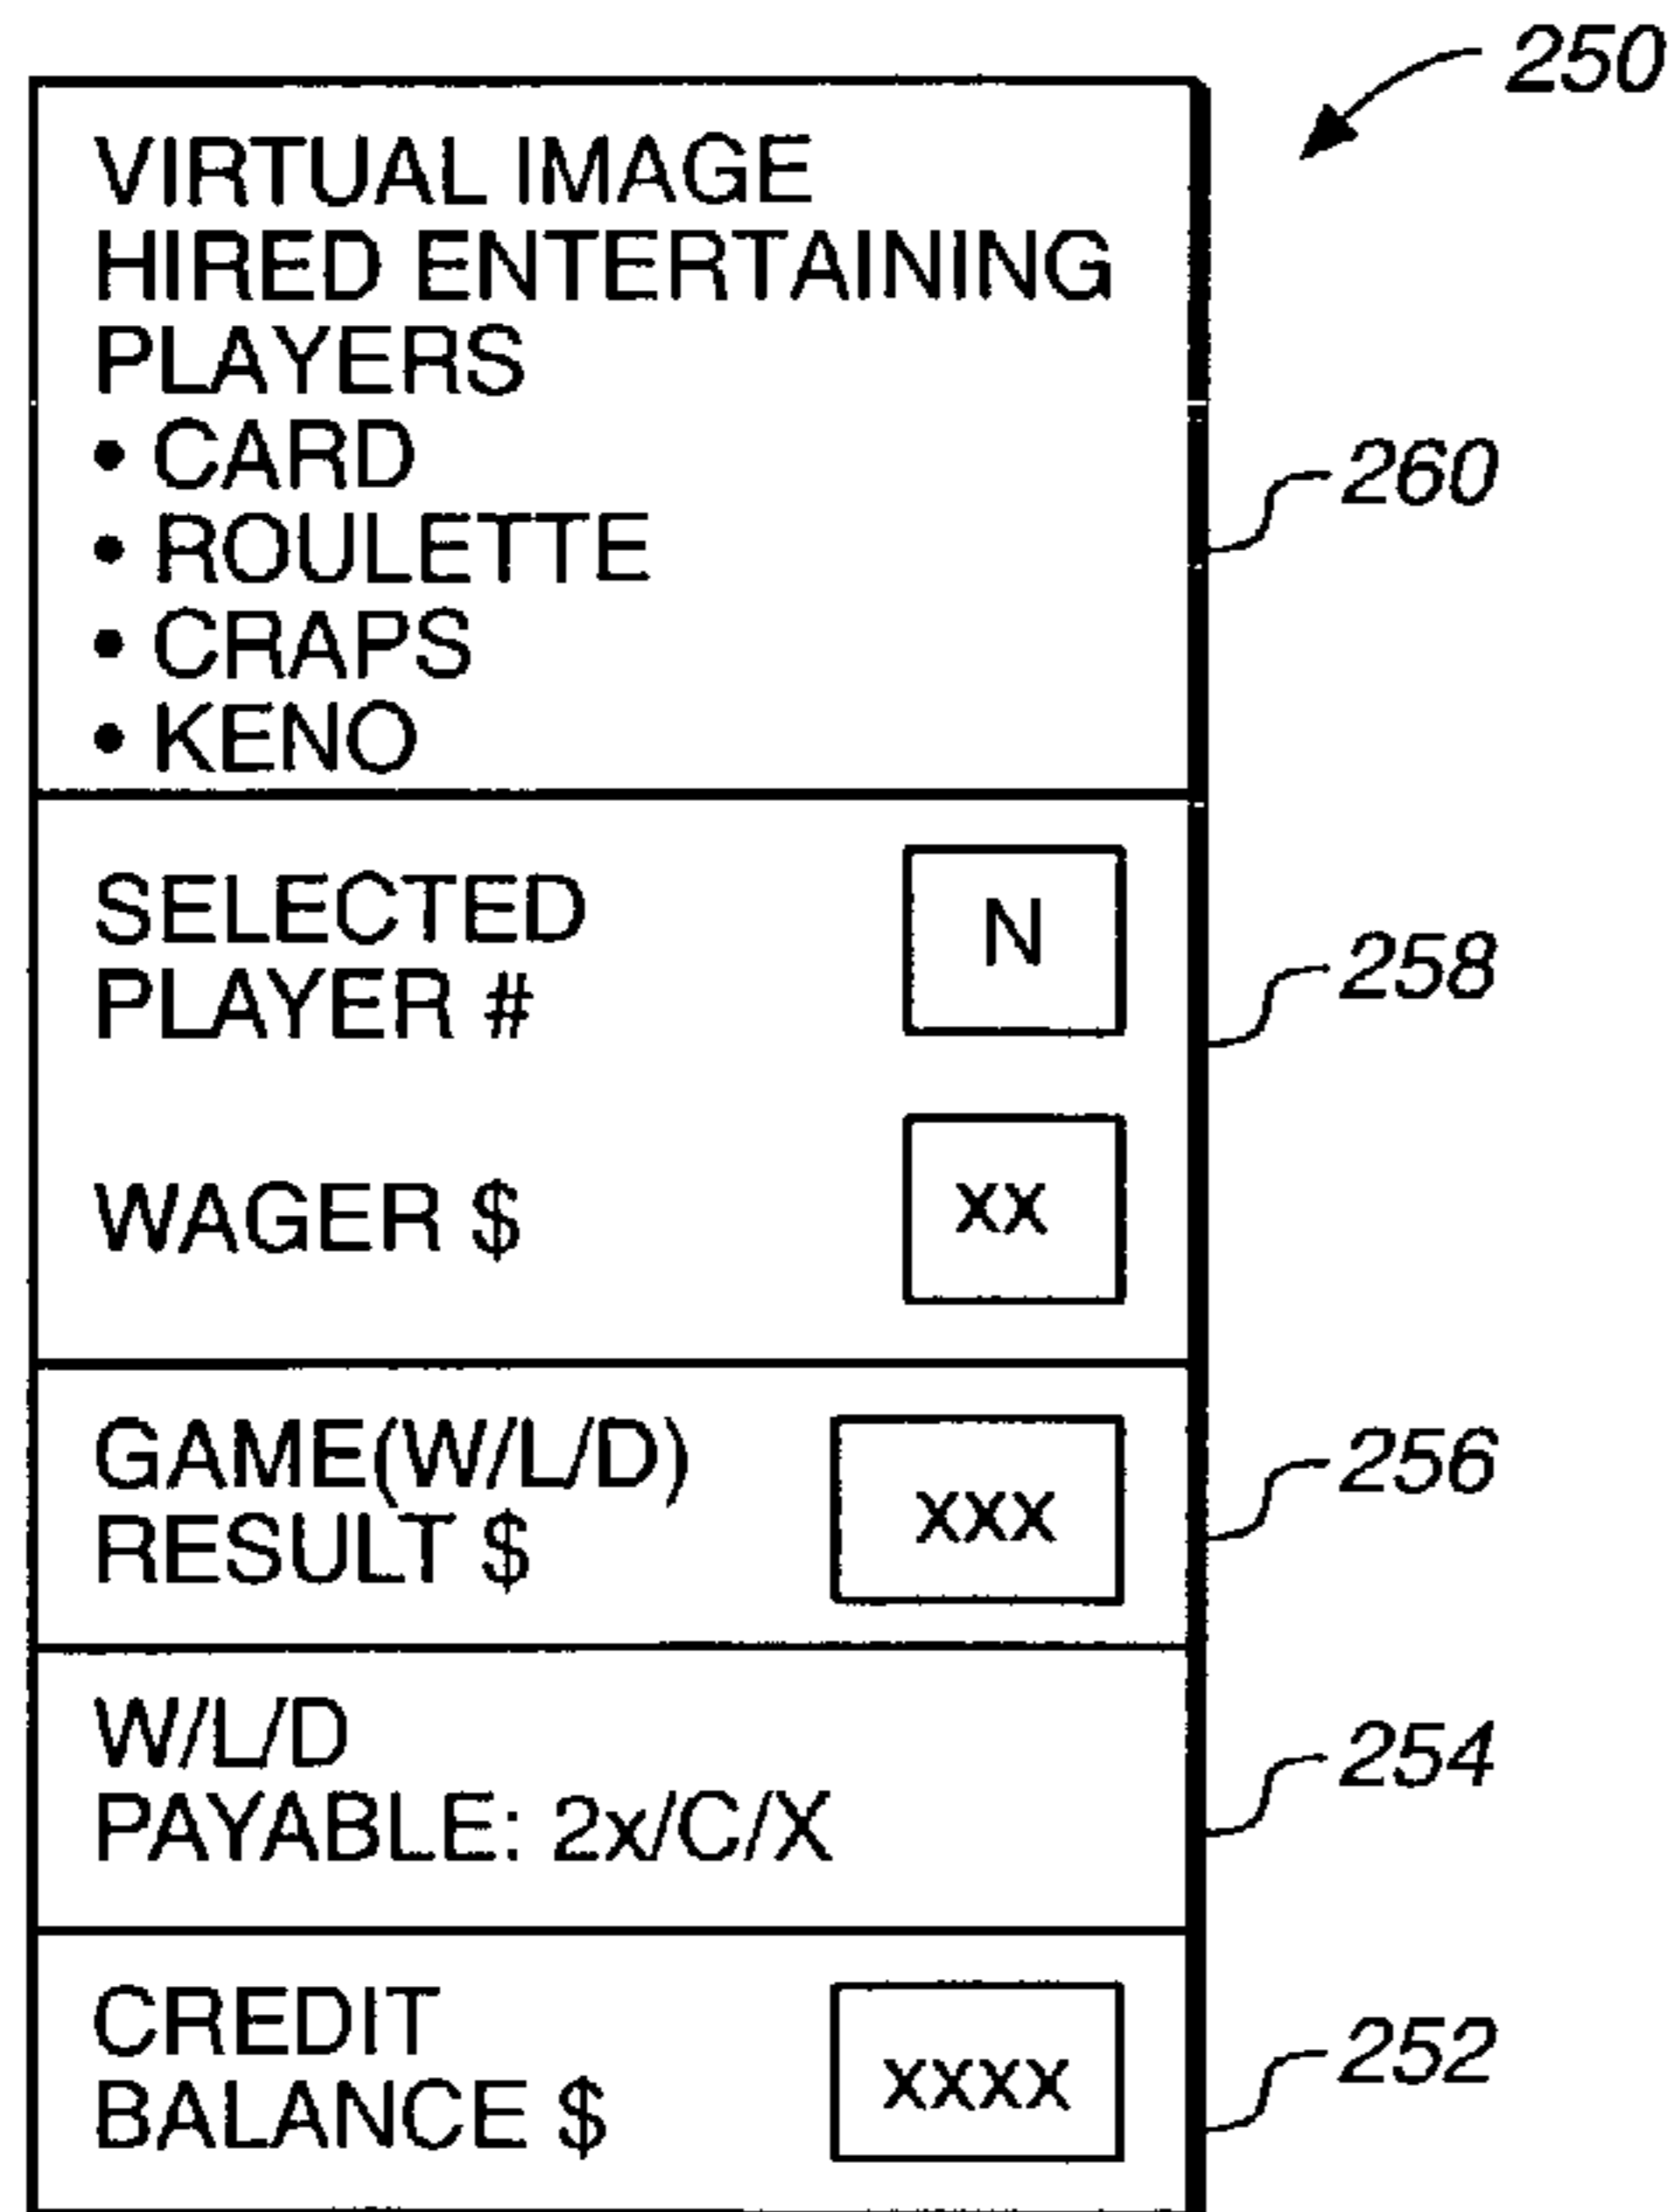 250
VIRTUAL IMAGE
HIRED ENTERTAINING
PLAYERS
• CARD
• ROULETTE
• CRAPS
• KENO
260
SELECTED
PLAYER #
N
258
WAGER $
xx
GAME(W/L/D)
RESULT $
xxx
256
W/L/D
PAYABLE: 2x/C/X
254
CREDIT
BALANCE $
xxxx
252